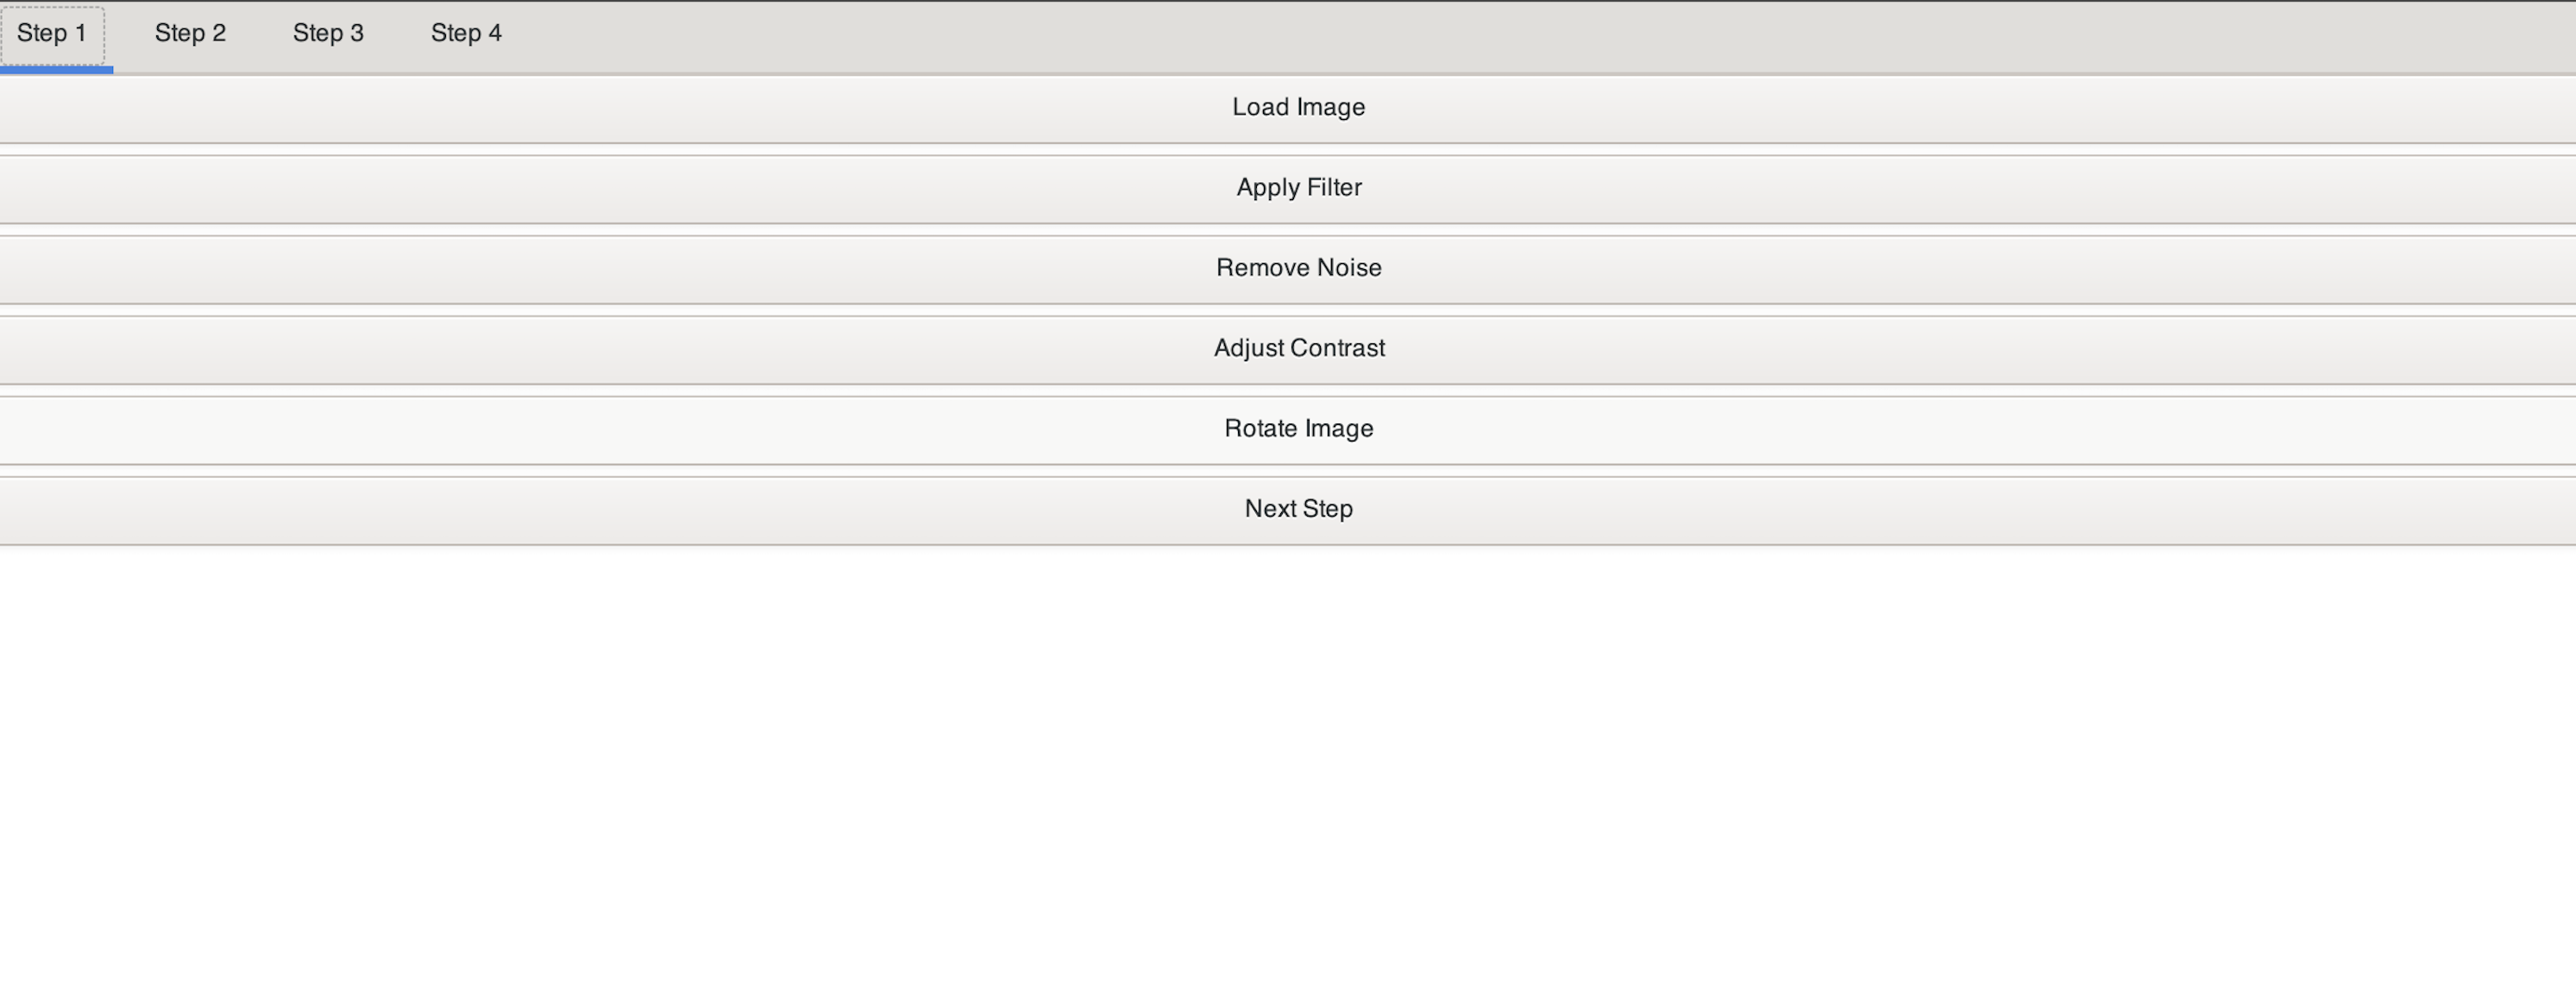 Step 1 Step 2 Step 3 Step 4
Load Image
Apply Filter
Remove Noise
Adjust Contrast
Rotate Image
Next Step